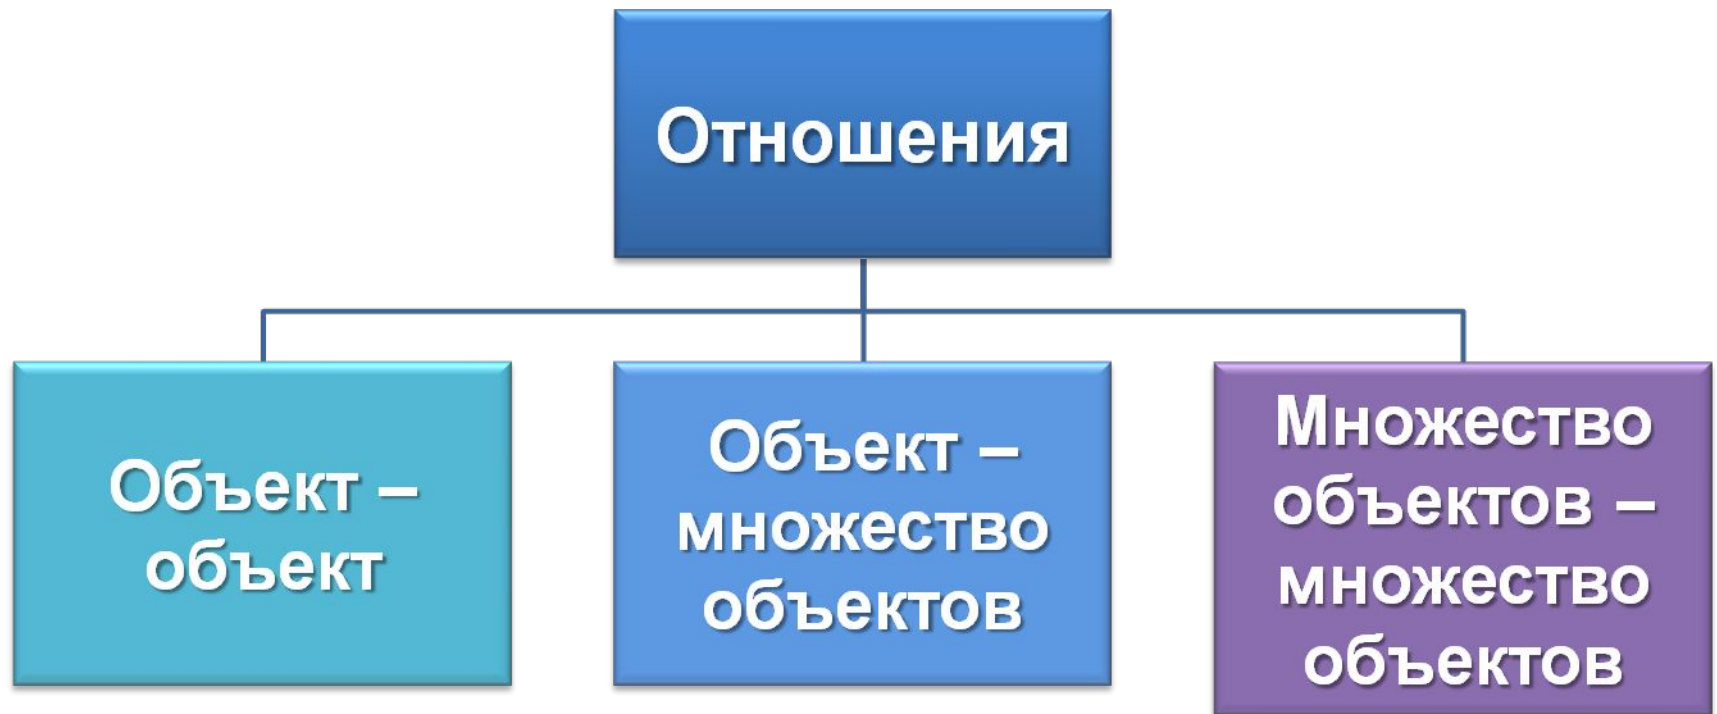 Отношения
Объект –
объект
Объект –
множество
объектов
Множество
объектов –
множество
объектов